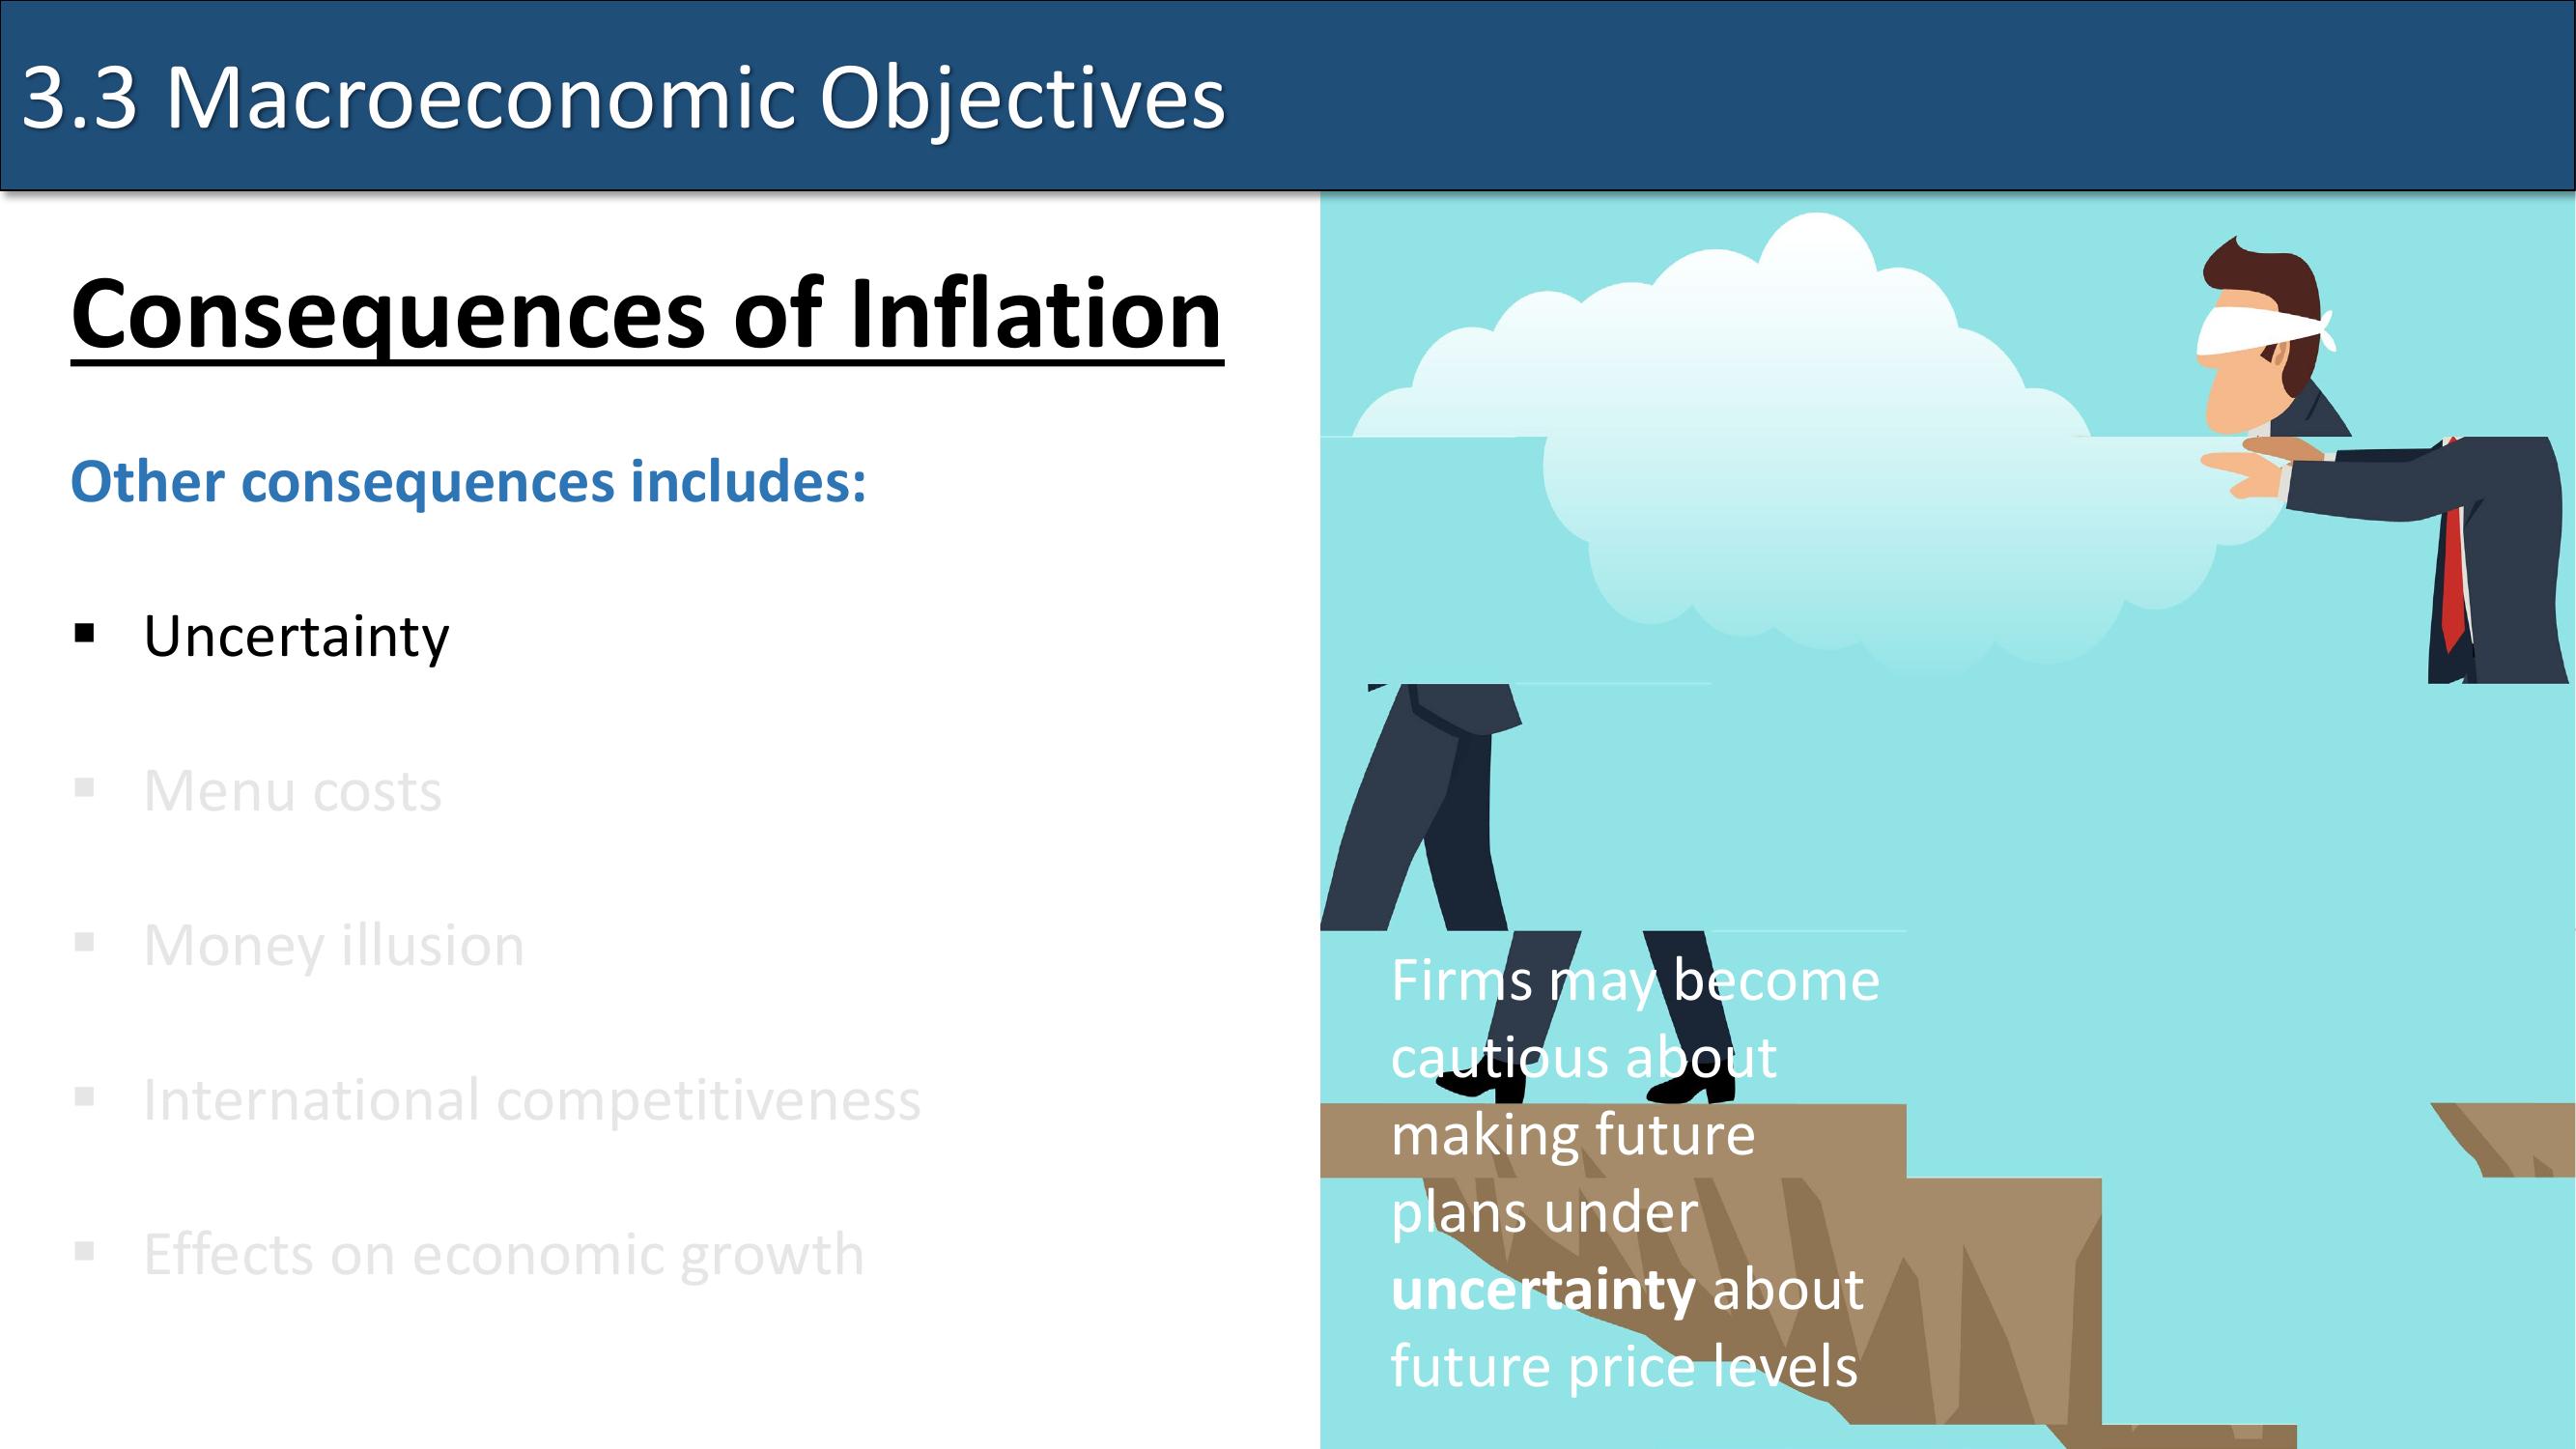 3.3 Macroeconomic Objectives
Consequences of Inflation
Other consequences includes:
▪ Uncertainty
▪ Menu costs
▪ Money illusion
▪ International competitiveness
▪ Effects on economic growth
Firms may become
cautious about
making future
plans under
uncertainty about
future price levels